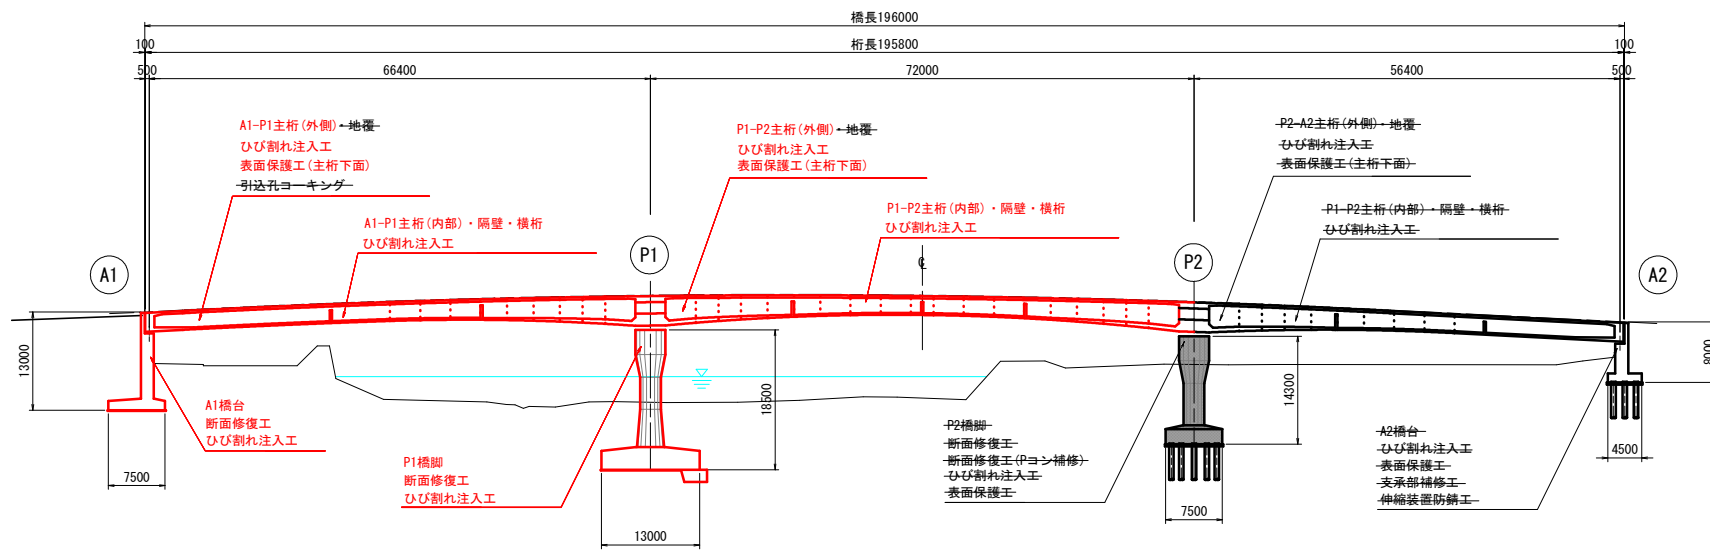 橋長196000
100
桁長195800
100
500
66400
72000
56400
500
A1-P1主桁(外側)・地覆
ひび割れ注入工
表面保護工(主桁下面)
引込孔コーキング
P1-P2主桁(外側)・地覆
ひび割れ注入工
表面保護工(主桁下面)
P2-A2主桁(外側)・地覆
ひび割れ注入工
表面保護工(主桁下面)
A1-P1主桁(内部)・隔壁・横桁
ひび割れ注入工
P1-P2主桁(内部)・隔壁・横桁
ひび割れ注入工
P1-P2主桁(内部)・隔壁・横桁
ひび割れ注入工
A1
P1
P2
A2
℄
13000
18500
14300
8000
A1橋台
断面修復工
ひび割れ注入工
P1橋脚
断面修復工
ひび割れ注入工
P2橋脚
断面修復工
断面修復工(Pコン補修)
ひび割れ注入工
表面保護工
A2橋台
ひび割れ注入工
表面保護工
支承部補修工
伸縮装置防錆工
7500
13000
7500
4500